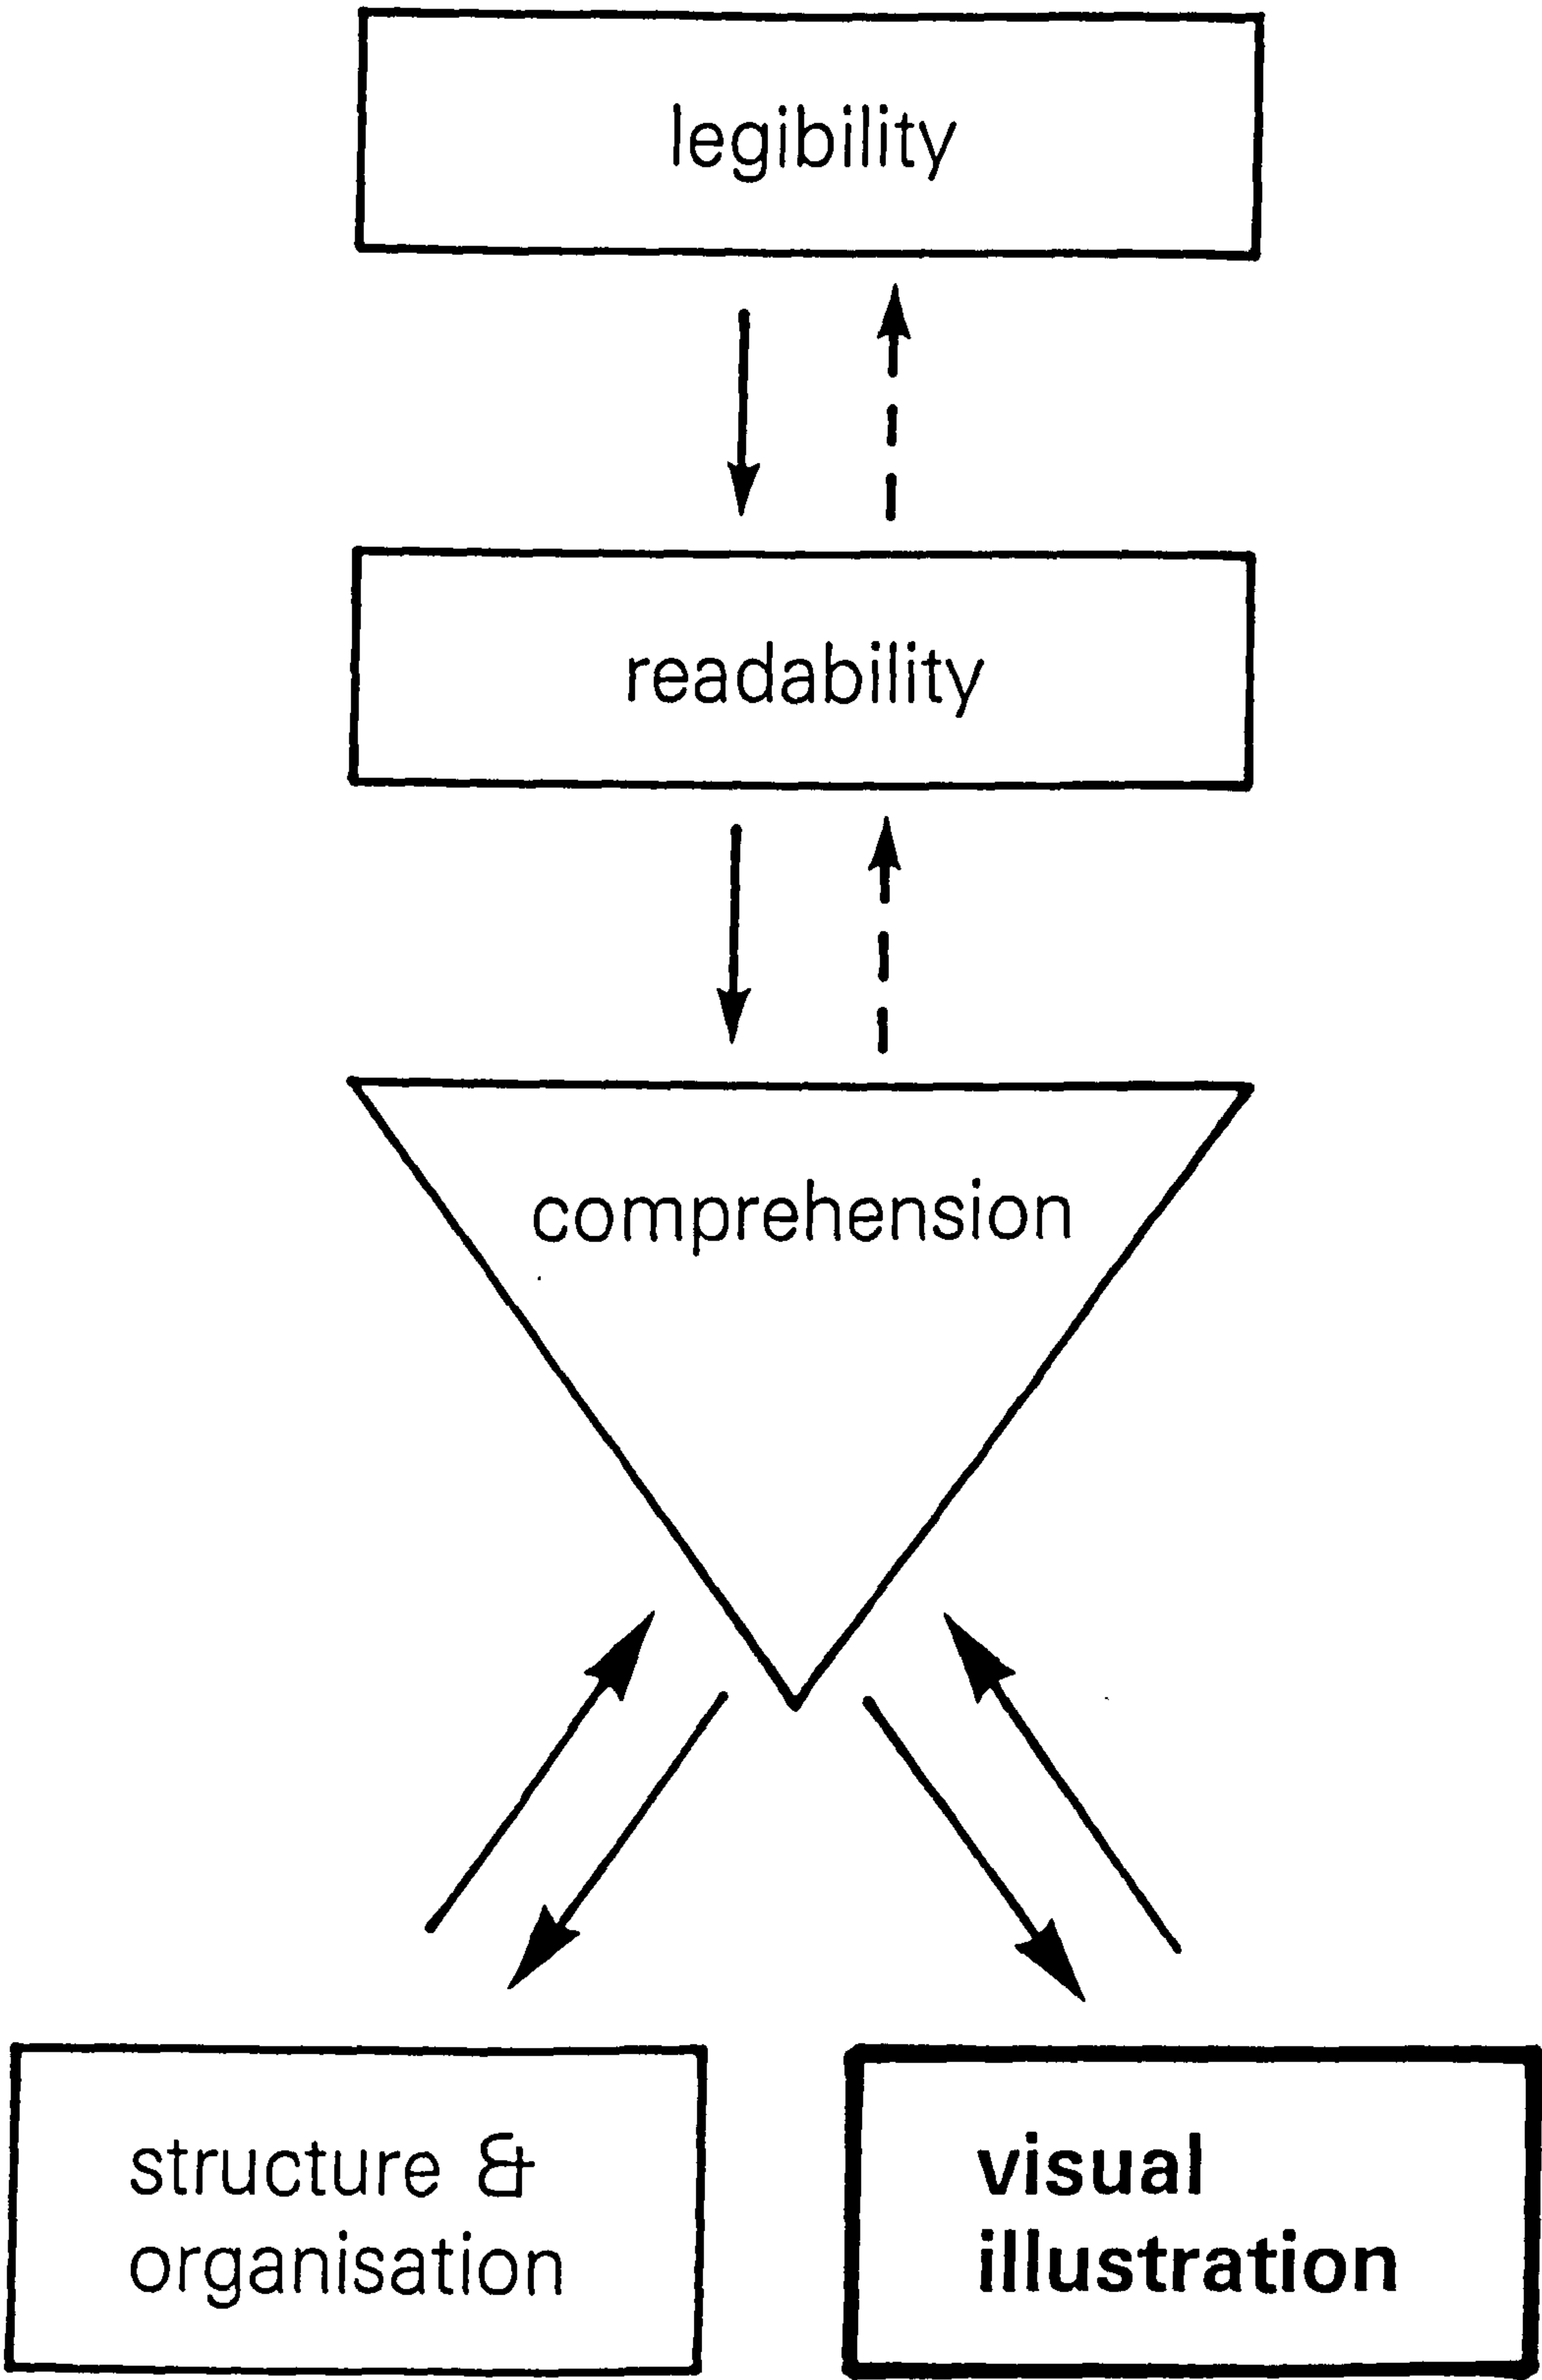 legibility
readability
comprehension
structure &
organisation
visual
illustration